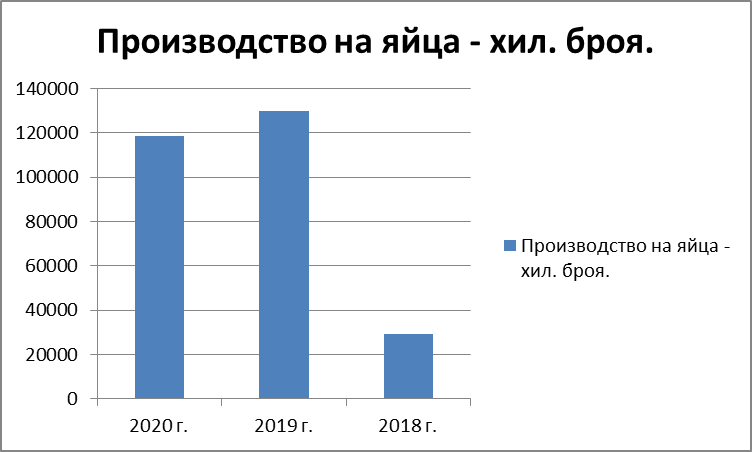 Производство на яйца - хил. броя.
140000
120000
100000
80000
60000
40000
20000
0
2020 г.
2019 г.
2018 г.
Производство на яйца -
хил. броя.